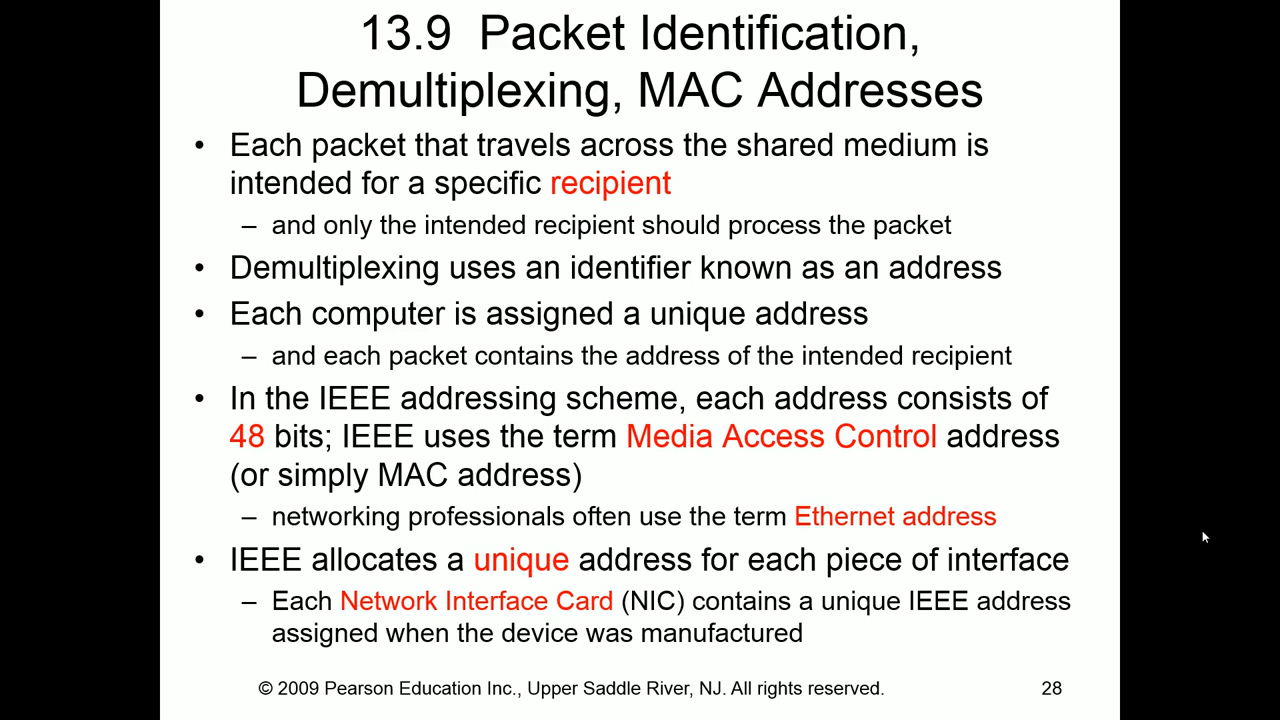 13.9 Packet Identification,
Demultiplexing, MAC Addresses
• Each packet that travels across the shared medium is
intended for a specific recipient
– and only the intended recipient should process the packet
• Demultiplexing uses an identifier known as an address
• Each computer is assigned a unique address
– and each packet contains the address of the intended recipient
• In the IEEE addressing scheme, each address consists of
48 bits; IEEE uses the term Media Access Control address
(or simply MAC address)
– networking professionals often use the term Ethernet address
• IEEE allocates a unique address for each piece of interface
– Each Network Interface Card (NIC) contains a unique IEEE address
assigned when the device was manufactured
© 2009 Pearson Education Inc., Upper Saddle River, NJ. All rights reserved. 28